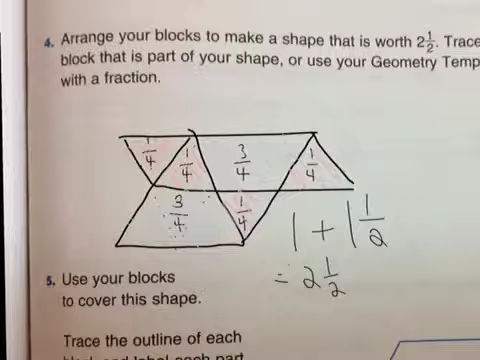 4. Arrange your blocks to make a shape that is worth 2½. Trace
block that is part of your shape, or use your Geometry Temp
with a fraction.
1/4 1/4 3/4 1/4
3/4 1/4
1 + 1 1/2
= 2 1/2
5. Use your blocks
to cover this shape.
Trace the outline of each